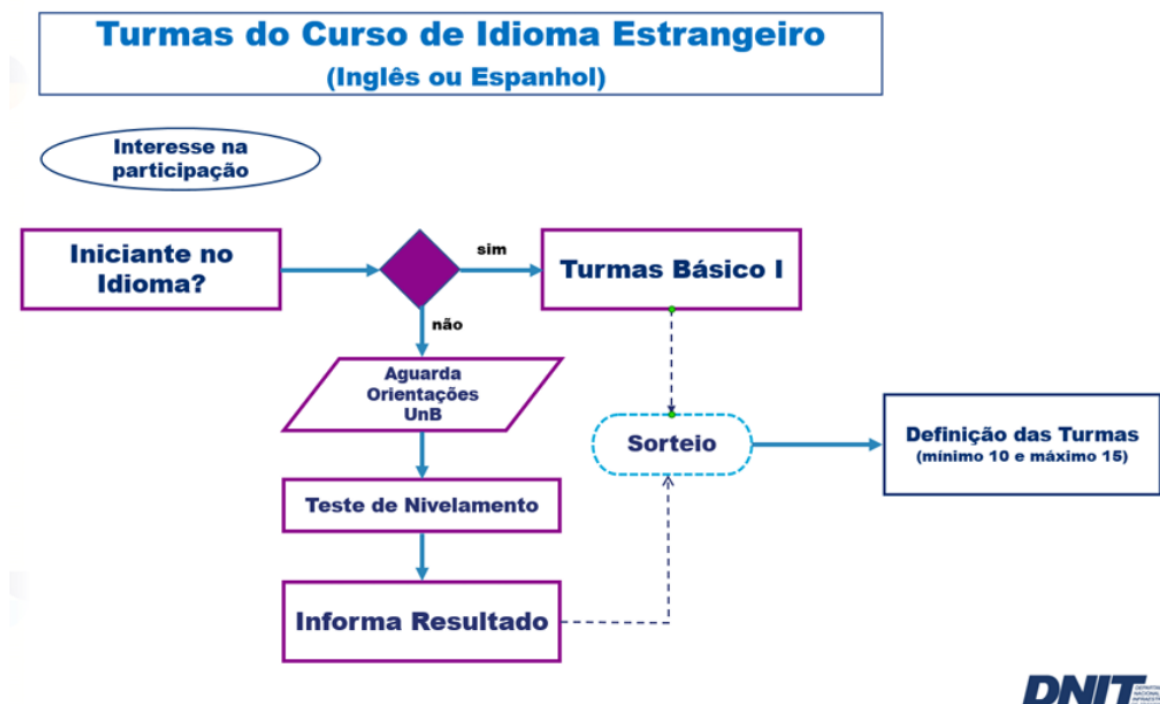 Turmas do Curso de Idioma Estrangeiro
(Inglês ou Espanhol)
Interesse na
participação
Iniciante no
Idioma?
sim
Turmas Básico I
não
Aguarda
Orientações
UnB
Sorteio
Definição das Turmas
(mínimo 10 e máximo 15)
Teste de Nivelamento
Informa Resultado
DNIT